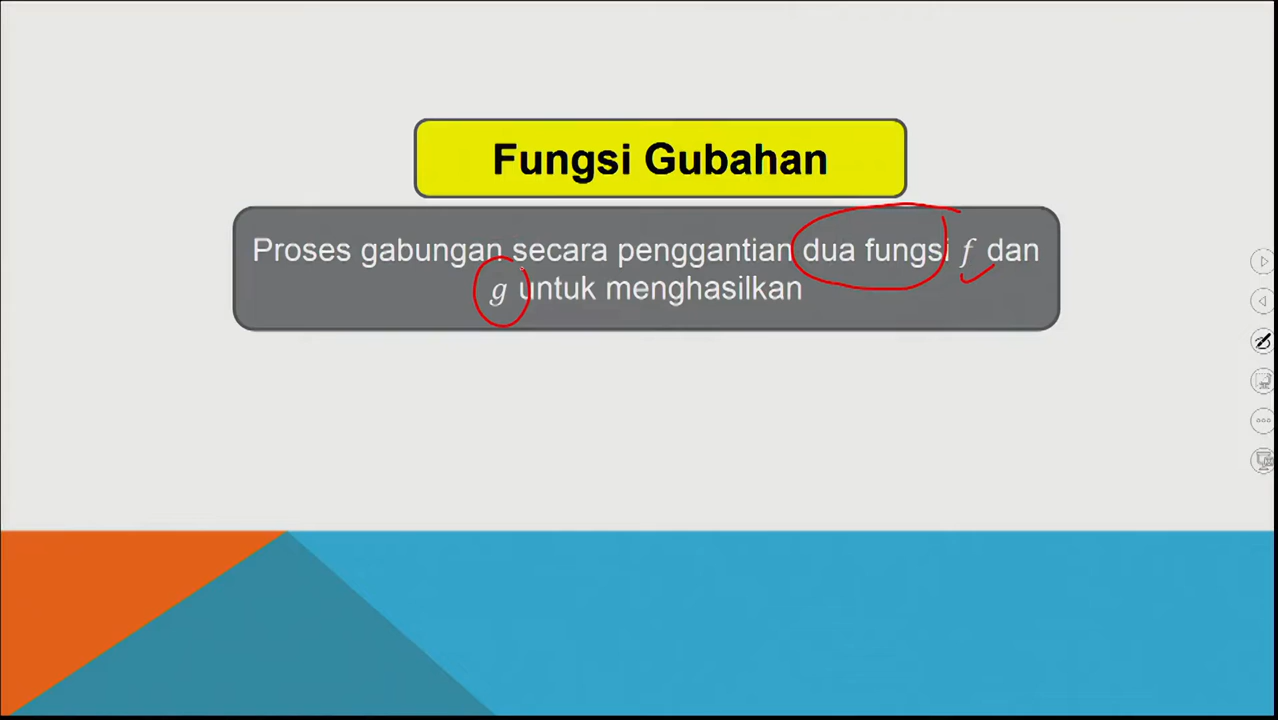 Fungsi Gubahan
Proses gabungan secara penggantian dua fungsi f dan
g untuk menghasilkan